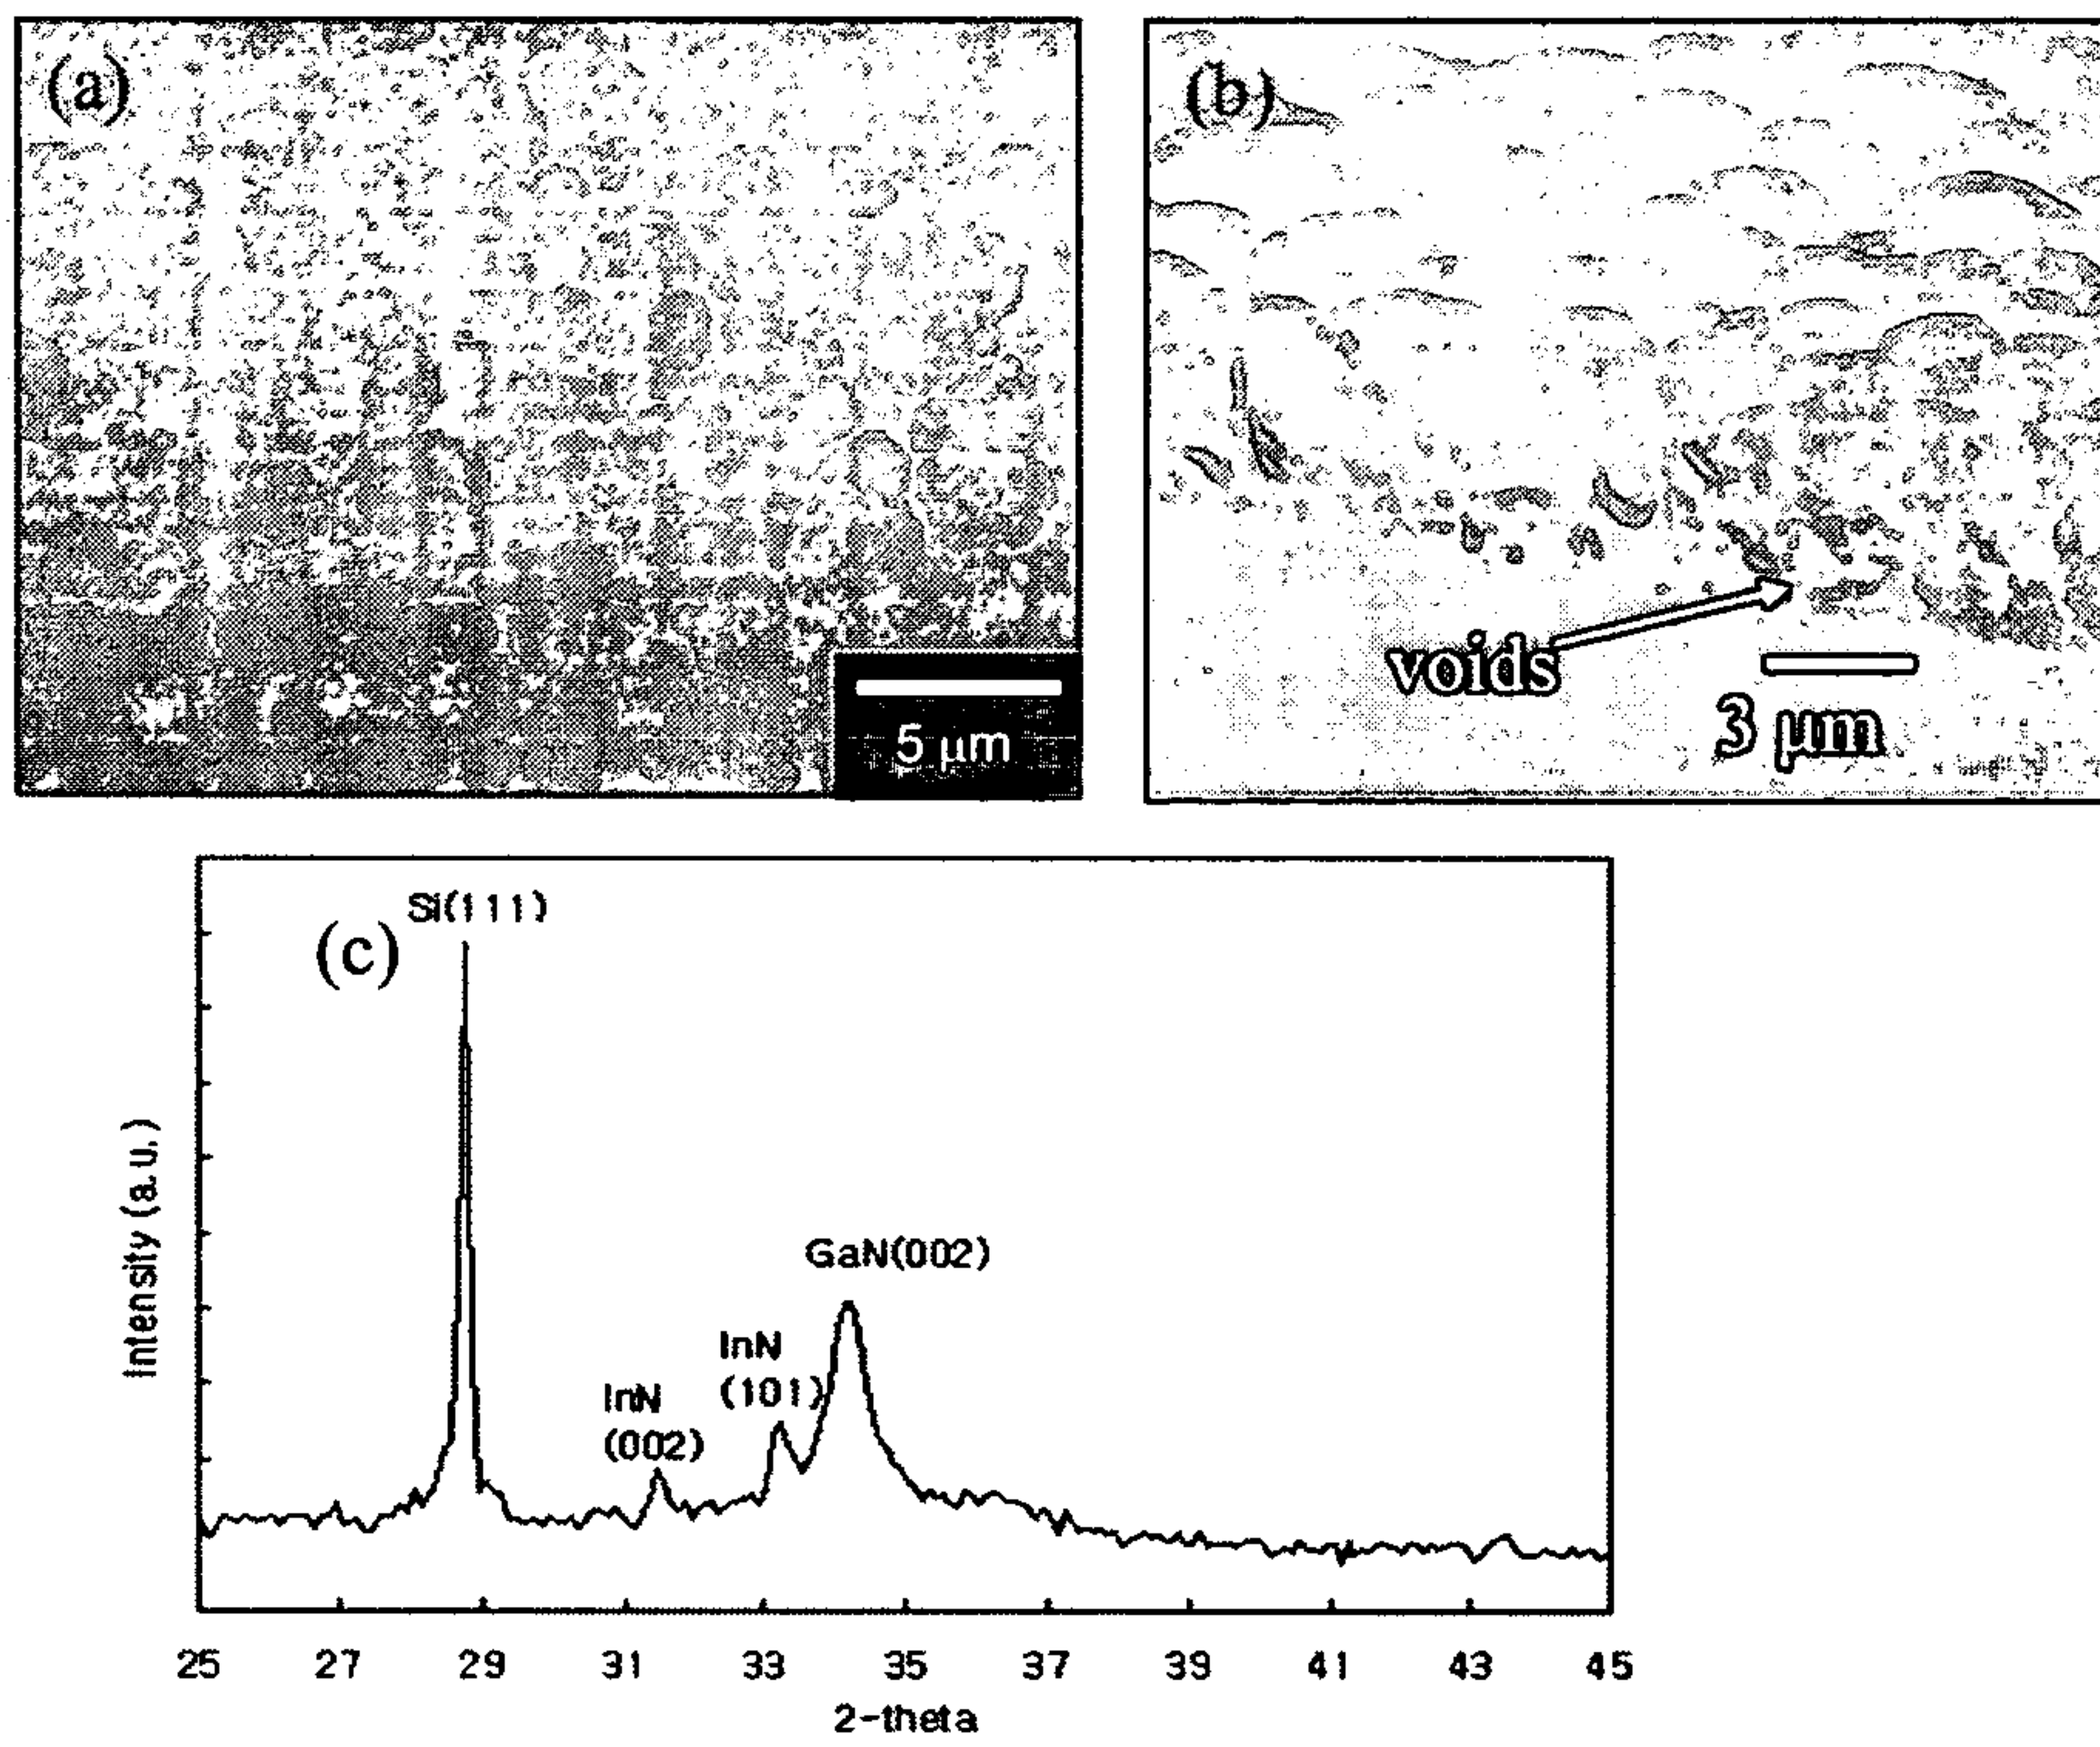 (a)
(b)
5 μm
voids
3 μm
(c)
Si(111)
GaN(002)
InN
(101)
InN
(002)
Intensity (a.u.)
25 27 29 31 33 35 37 39 41 43 45
2-theta